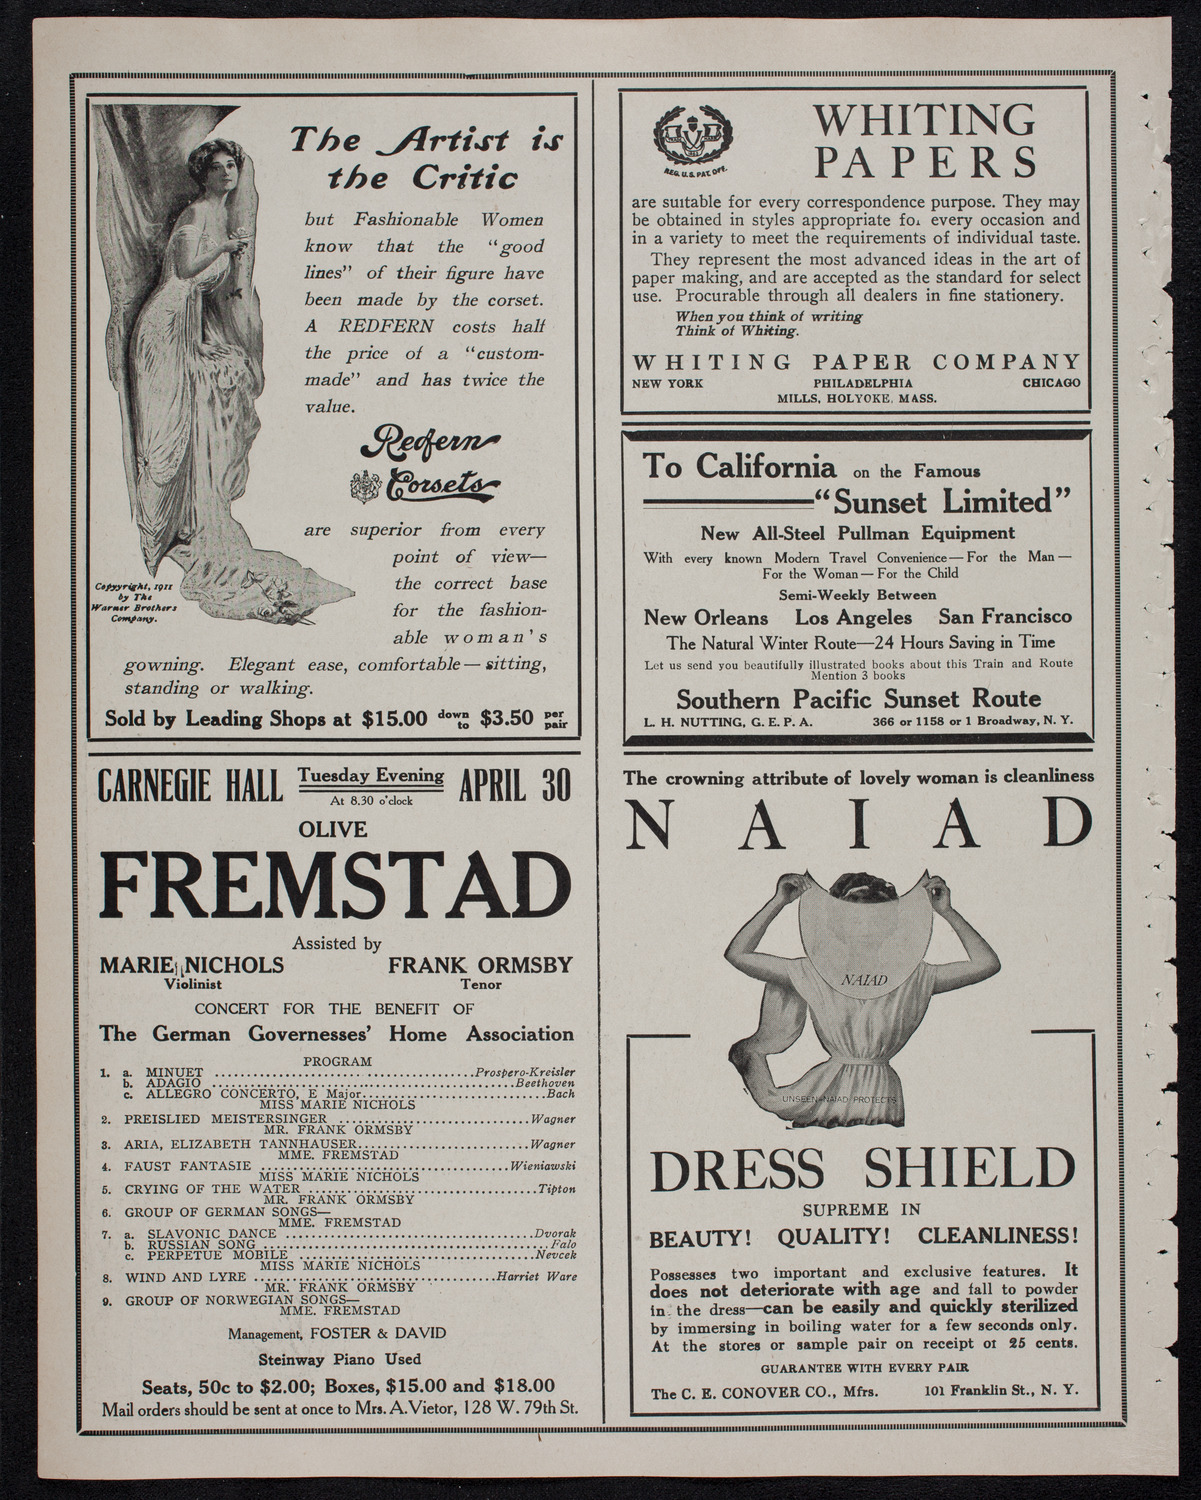 The Artist is
the Critic
but Fashionable Women
know that the “good
lines” of their figure have
been made by the corset.
A REDFERN costs half
the price of a “custom-
made” and has twice the
value.
Redfern
Corsets
are superior from every
point of view—
the correct base
for the fashion-
able woman's
gowning. Elegant ease, comfortable—sitting,
standing or walking.
Copyright, 1911
by The
Warner Brothers
Company.
Sold by Leading Shops at $15.00 down to $3.50 per pair
CARNEGIE HALL Tuesday Evening APRIL 30
At 8.30 o'clock
OLIVE
FREMSTAD
Assisted by
MARIE NICHOLS FRANK ORMSBY
Violinist Tenor
CONCERT FOR THE BENEFIT OF
The German Governesses' Home Association
PROGRAM
1. a. MINUET ........ Prospero-Kreisler
b. ADAGIO ........ Beethoven
c. ALLEGRO CONCERTO, E Major ........ Bach
MISS MARIE NICHOLS
2. PREISLIED MEISTERSINGER ........ Wagner
MR. FRANK ORMSBY
3. ARIA, ELIZABETH TANNHAUSER ........ Wagner
MME. FREMSTAD
4. FAUST FANTASIE ........ Wieniawski
MISS MARIE NICHOLS
5. CRYING OF THE WATER ........ Tipton
MR. FRANK ORMSBY
6. GROUP OF GERMAN SONGS—
MME. FREMSTAD
7. a. SLAVONIC DANCE ........ Dvorak
b. RUSSIAN SONG ........ Falo
c. PERPETUE MOBILE ........ Nevcek
MISS MARIE NICHOLS
8. WIND AND LYRE ........ Harriet Ware
MR. FRANK ORMSBY
9. GROUP OF NORWEGIAN SONGS—
MME. FREMSTAD
Management, FOSTER & DAVID
Steinway Piano Used
Seats, 50c to $2.00; Boxes, $15.00 and $18.00
Mail orders should be sent at once to Mrs. A. Victor, 128 W. 79th St.
REG. U.S. PAT. OFF.
WHITING
PAPERS
are suitable for every correspondence purpose. They may
be obtained in styles appropriate for every occasion and
in a variety to meet the requirements of individual taste.
They represent the most advanced ideas in the art of
paper making, and are accepted as the standard for select
use. Procurable through all dealers in fine stationery.
When you think of writing
Think of Whiting.
WHITING PAPER COMPANY
NEW YORK PHILADELPHIA CHICAGO
MILLS, HOLYOKE, MASS.
To California on the Famous
“Sunset Limited”
New All-Steel Pullman Equipment
With every known Modern Travel Convenience—For the Man—
For the Woman—For the Child
Semi-Weekly Between
New Orleans Los Angeles San Francisco
The Natural Winter Route—24 Hours Saving in Time
Let us send you beautifully illustrated books about this Train and Route
Mention 3 books
Southern Pacific Sunset Route
L. H. NUTTING, G. E. P. A. 366 or 1158 or 1 Broadway, N. Y.
The crowning attribute of lovely woman is cleanliness
NAIAD
NAIAD
UNSEEN—NAIAD PROTECTS
DRESS SHIELD
SUPREME IN
BEAUTY! QUALITY! CLEANLINESS!
Possesses two important and exclusive features. It
does not deteriorate with age and fall to powder
in the dress—can be easily and quickly sterilized
by immersing in boiling water for a few seconds only.
At the stores or sample pair on receipt of 25 cents.
GUARANTEE WITH EVERY PAIR
The C. E. CONOVER CO., Mfrs. 101 Franklin St., N. Y.